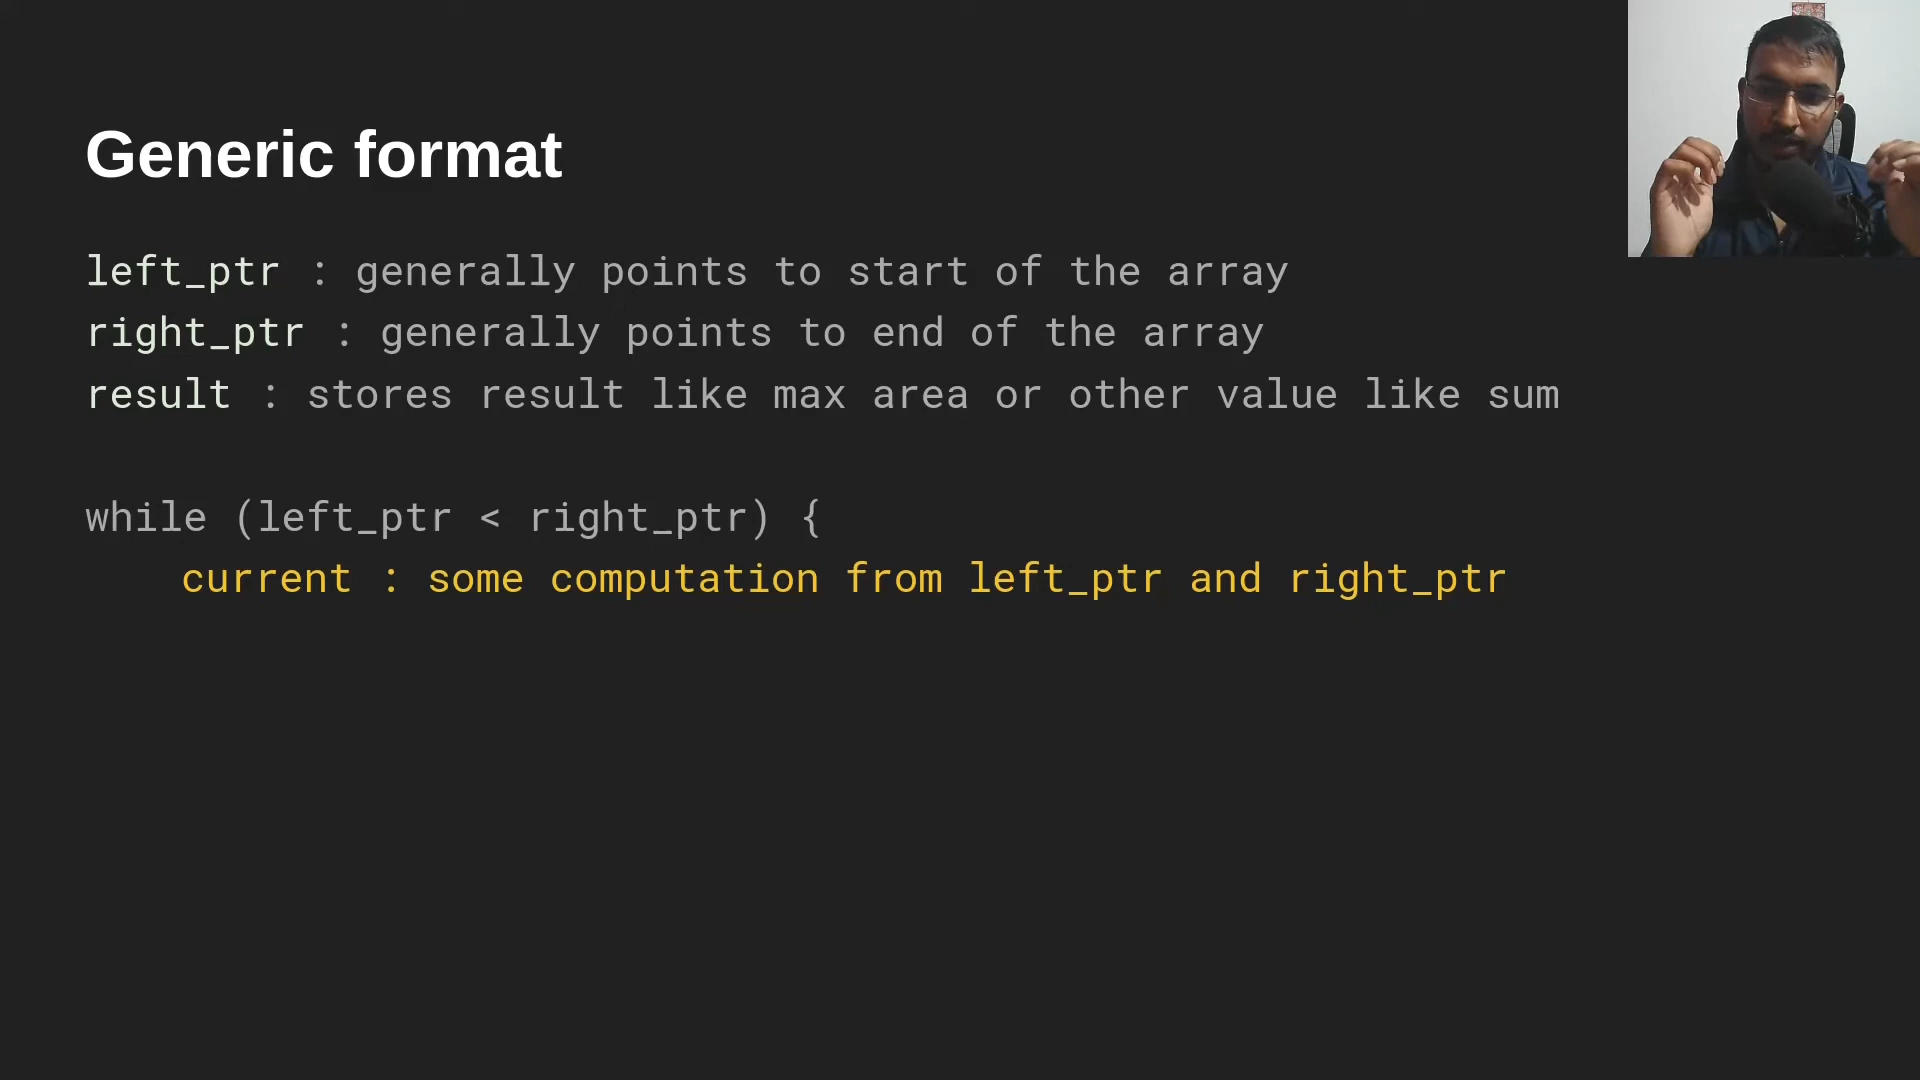 Generic format
left_ptr : generally points to start of the array
right_ptr : generally points to end of the array
result : stores result like max area or other value like sum
while (left_ptr < right_ptr) {
current : some computation from left_ptr and right_ptr